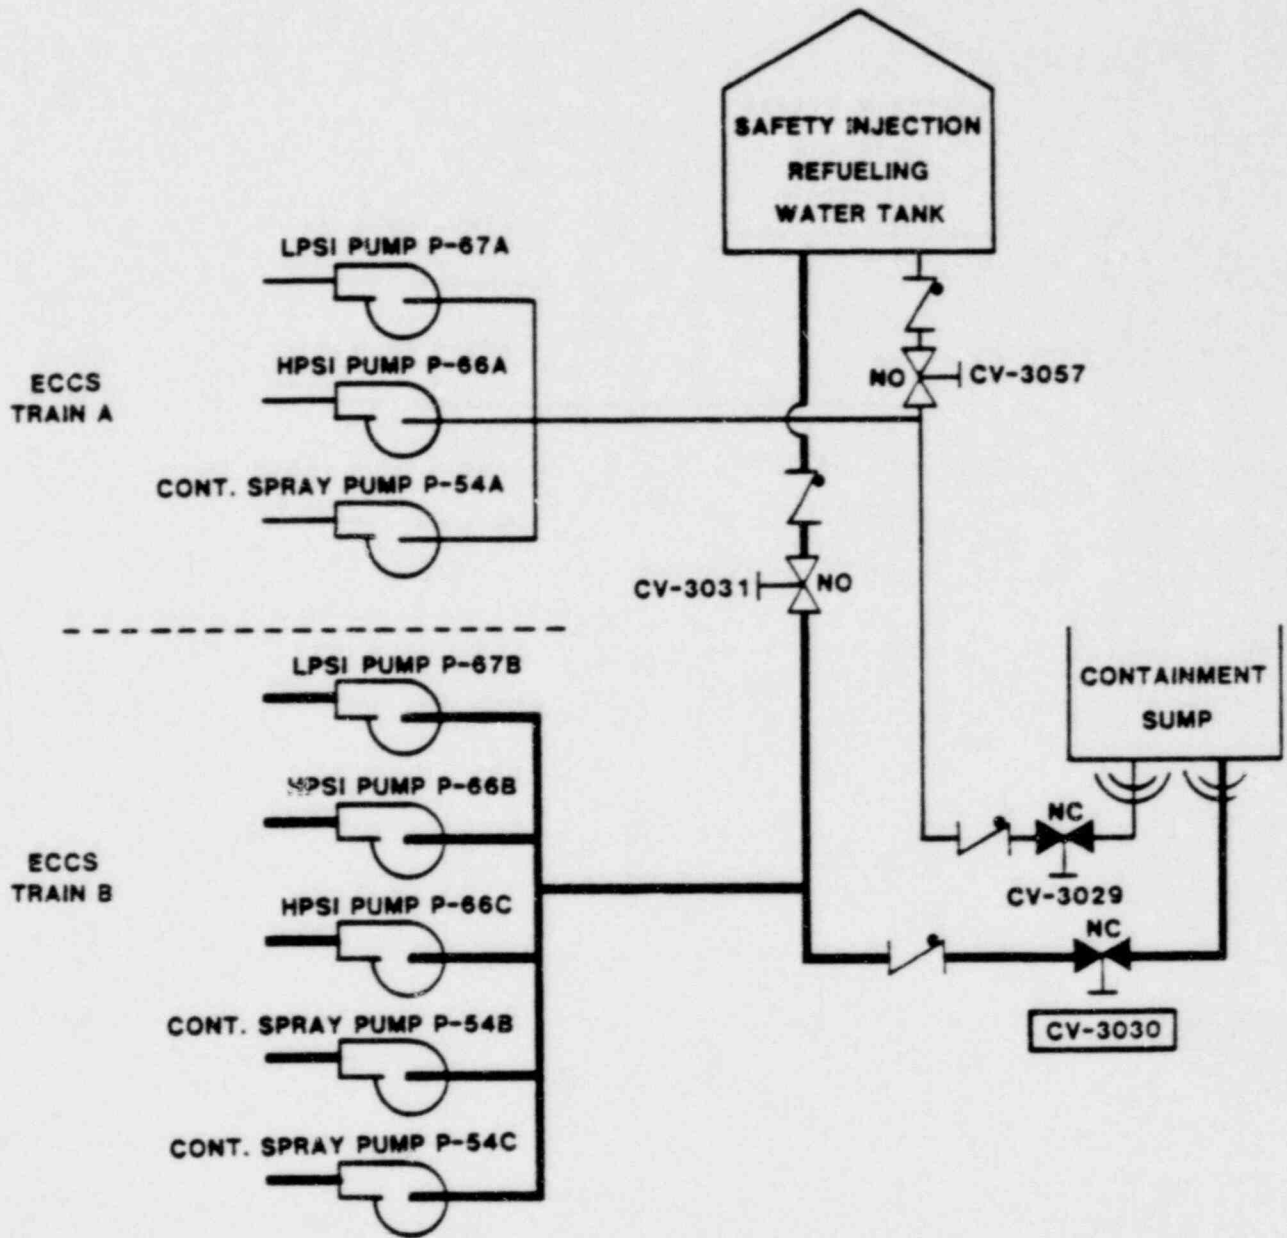 SAFETY INJECTION
REFUELING
WATER TANK
LPSI PUMP P-67A
HPSI PUMP P-66A
NO
CV-3057
ECCS
TRAIN A
CONT. SPRAY PUMP P-54A
CV-3031
NO
LPSI PUMP P-67B
CONTAINMENT
SUMP
HPSI PUMP P-66B
NC
ECCS
TRAIN B
CV-3029
HPSI PUMP P-66C
NC
CONT. SPRAY PUMP P-54B
CV-3030
CONT. SPRAY PUMP P-54C